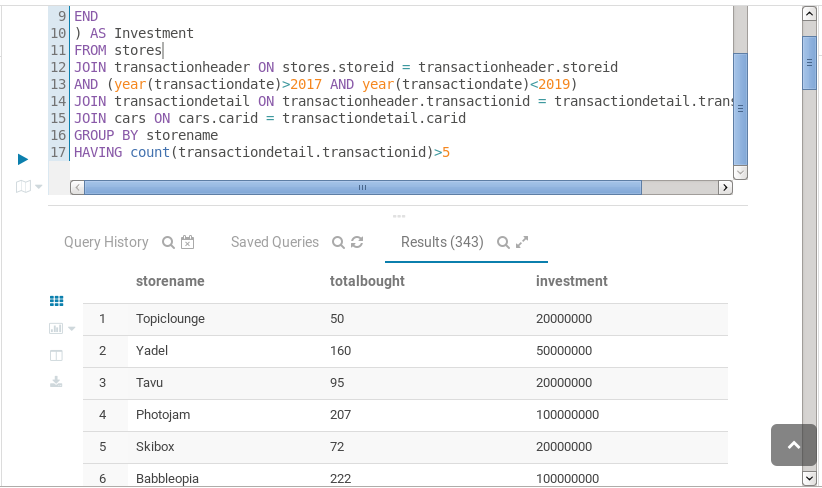 9 END
10 ) AS Investment
11 FROM stores
12 JOIN transactionheader ON stores.storeid = transactionheader.storeid
13 AND (year(transactiondate)>2017 AND year(transactiondate)<2019)
14 JOIN transactiondetail ON transactionheader.transactionid = transactiondetail.trans
15 JOIN cars ON cars.carid = transactiondetail.carid
16 GROUP BY storename
17 HAVING count(transactiondetail.transactionid)>5
Query History Saved Queries Results (343)
storename totalbought investment
1 Topiclounge 50 20000000
2 Yadel 160 50000000
3 Tavu 95 20000000
4 Photojam 207 100000000
5 Skibox 72 20000000
6 Babbleopia 222 100000000